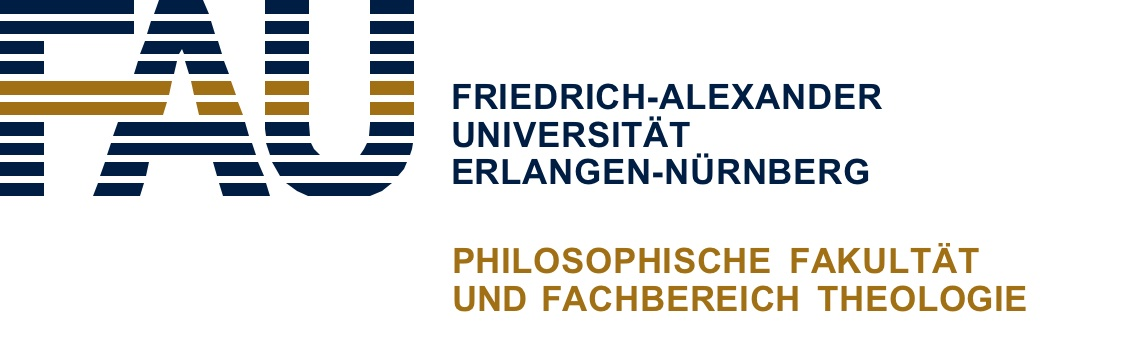 FAU
FRIEDRICH-ALEXANDER
UNIVERSITÄT
ERLANGEN-NÜRNBERG
PHILOSOPHISCHE FAKULTÄT
UND FACHBEREICH THEOLOGIE